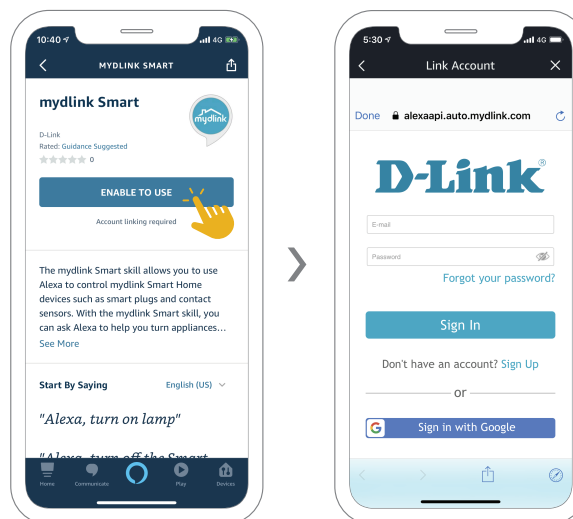 10:40
4G
MYDLINK SMART
mydlink Smart
mydlink
D-Link
Rated: Guidance Suggested
0
ENABLE TO USE
Account linking required
The mydlink Smart skill allows you to use
Alexa to control mydlink Smart Home
devices such as smart plugs and contact
sensors. With the mydlink Smart skill, you
can ask Alexa to help you turn appliances…
See More
Start By Saying
English (US)
"Alexa, turn on lamp"
"Alexa, turn off the Smart
Home
Communicate
Play
Devices
5:30
4G
Link Account
Done
alexaapi.auto.mydlink.com
D-Link®
E-mail
Password
Forgot your password?
Sign In
Don't have an account? Sign Up
or
G
Sign in with Google